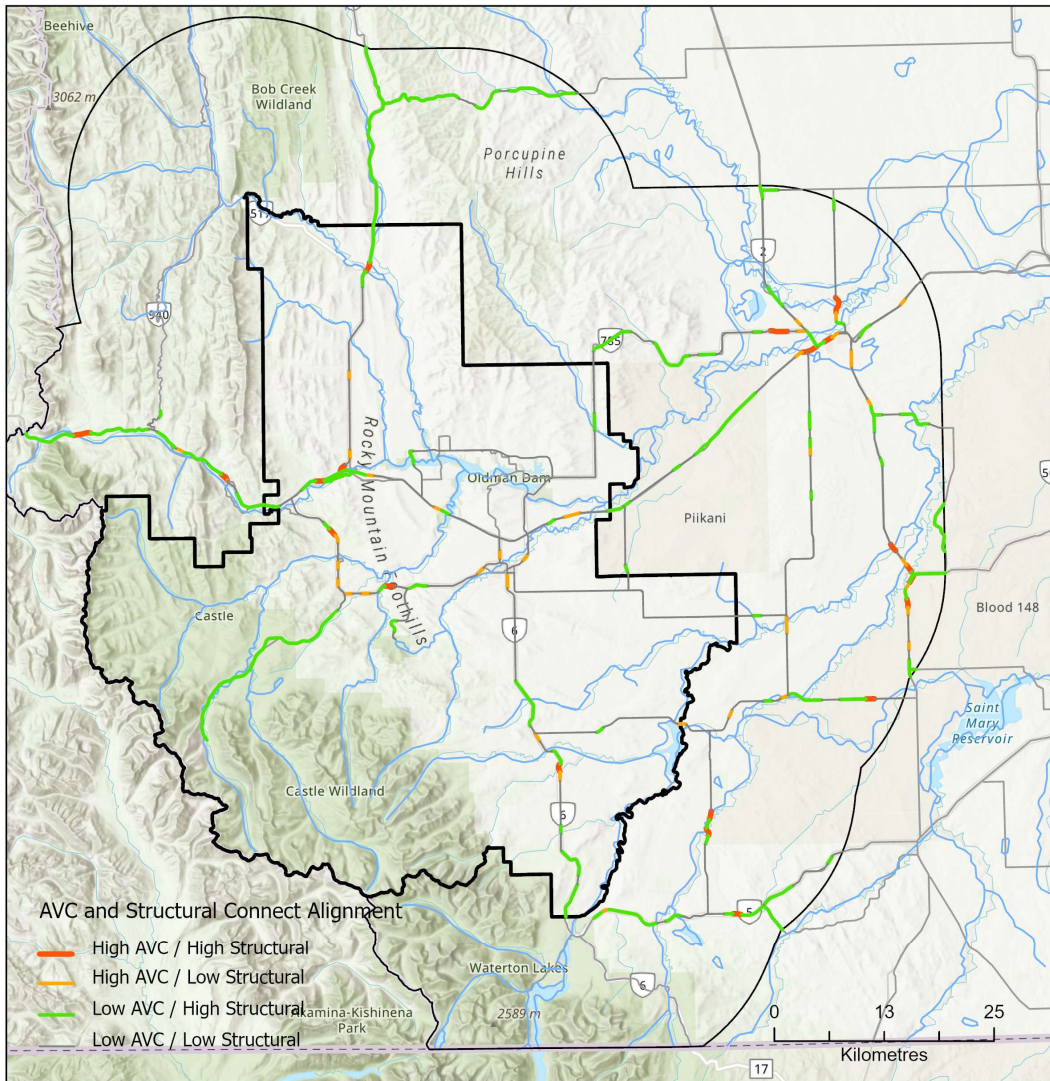 Beehive
3062 m
Bob Creek
Wildland
Porcupine
Hills
517
2
940
785
Rocky Mountain Foothills
Oldman Dam
Piikani
Castle
6
Blood 148
Saint
Mary
Reservoir
Castle Wildland
6
5
AVC and Structural Connect Alignment
High AVC / High Structural
High AVC / Low Structural
Low AVC / High Structural
Low AVC / Low Structural
Waterton Lakes
Akamina-Kishinena
Park
2589 m
6
0 13 25
Kilometres
17